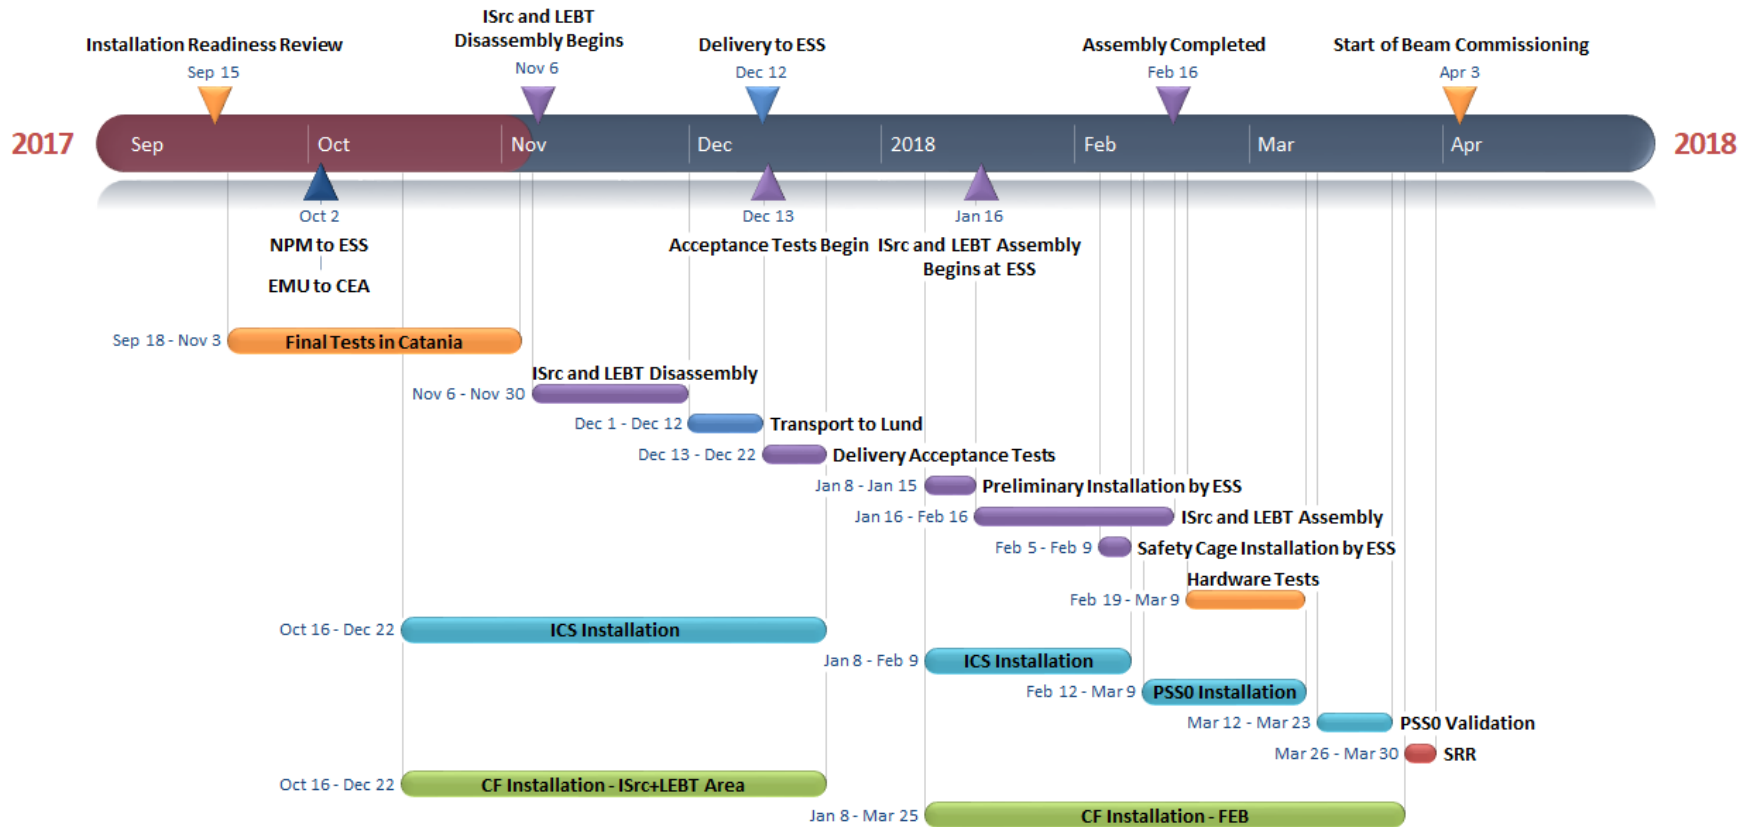 ISrc and LEBT
Disassembly Begins
Installation Readiness Review
Delivery to ESS
Assembly Completed
Start of Beam Commissioning
Sep 15
Nov 6
Dec 12
Feb 16
Apr 3
2017
Sep
Oct
Nov
Dec
2018
Feb
Mar
Apr
2018
Oct 2
Dec 13
Jan 16
NPM to ESS
EMU to CEA
Acceptance Tests Begin
ISrc and LEBT Assembly
Begins at ESS
Sep 18 - Nov 3
Final Tests in Catania
ISrc and LEBT Disassembly
Nov 6 - Nov 30
Dec 1 - Dec 12
Transport to Lund
Dec 13 - Dec 22
Delivery Acceptance Tests
Jan 8 - Jan 15
Preliminary Installation by ESS
Jan 16 - Feb 16
ISrc and LEBT Assembly
Feb 5 - Feb 9
Safety Cage Installation by ESS
Hardware Tests
Feb 19 - Mar 9
Oct 16 - Dec 22
ICS Installation
Jan 8 - Feb 9
ICS Installation
Feb 12 - Mar 9
PSS0 Installation
Mar 12 - Mar 23
PSS0 Validation
Mar 26 - Mar 30
SRR
Oct 16 - Dec 22
CF Installation - ISrc+LEBT Area
Jan 8 - Mar 25
CF Installation - FEB